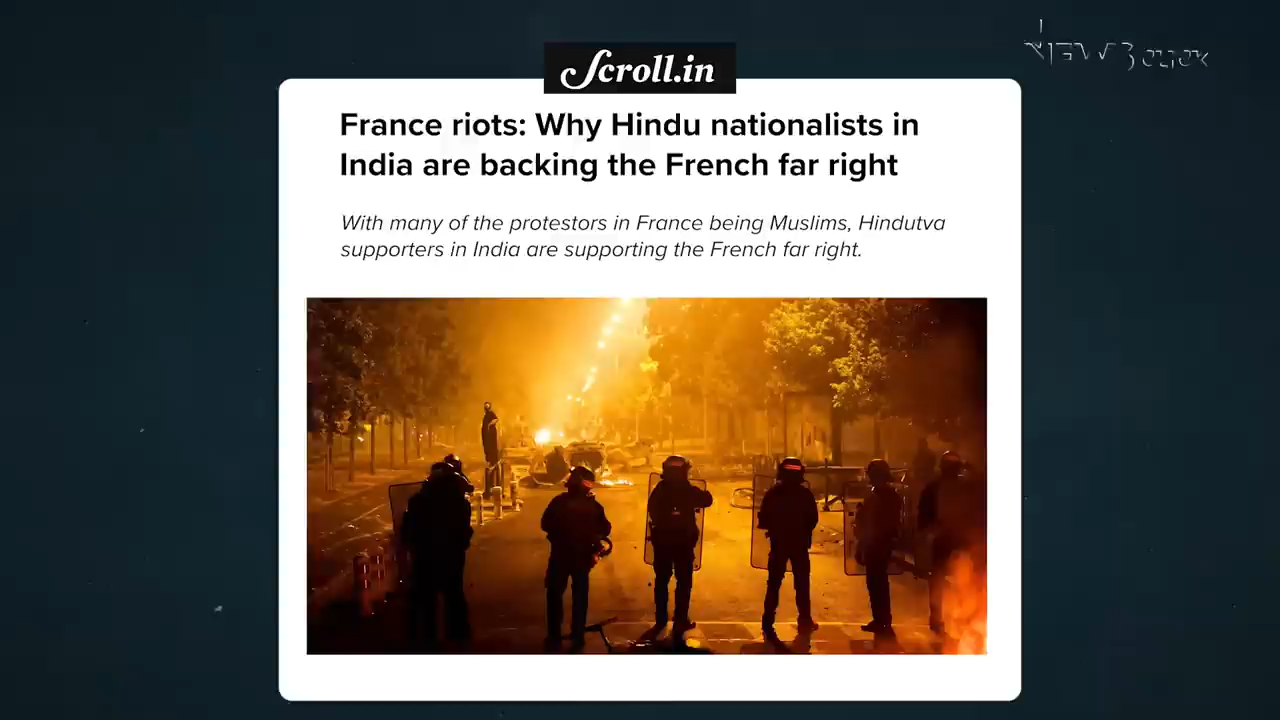 Scroll.in
France riots: Why Hindu nationalists in
India are backing the French far right
With many of the protestors in France being Muslims, Hindutva
supporters in India are supporting the French far right.